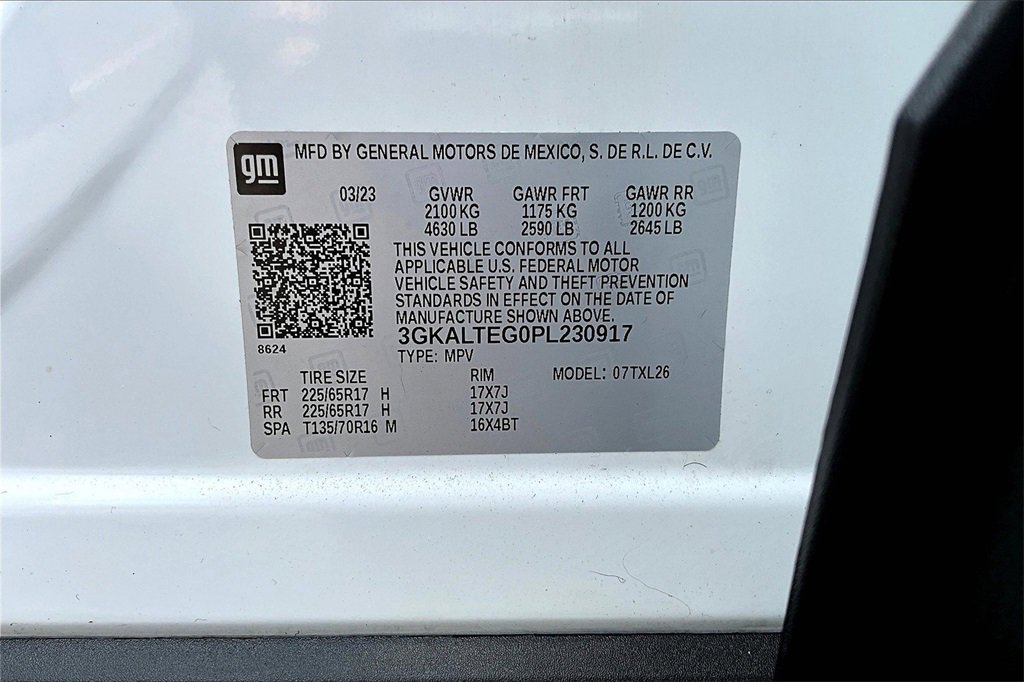 gm
MFD BY GENERAL MOTORS DE MEXICO, S. DE R.L. DE C.V.
03/23 GVWR GAWR FRT GAWR RR
2100 KG 1175 KG 1200 KG
4630 LB 2590 LB 2645 LB
THIS VEHICLE CONFORMS TO ALL
APPLICABLE U.S. FEDERAL MOTOR
VEHICLE SAFETY AND THEFT PREVENTION
STANDARDS IN EFFECT ON THE DATE OF
MANUFACTURE SHOWN ABOVE.
3GKALTEG0PL230917
8624
TYPE: MPV
TIRE SIZE RIM MODEL: 07TXL26
FRT 225/65R17 H 17X7J
RR 225/65R17 H 17X7J
SPA T135/70R16 M 16X4BT